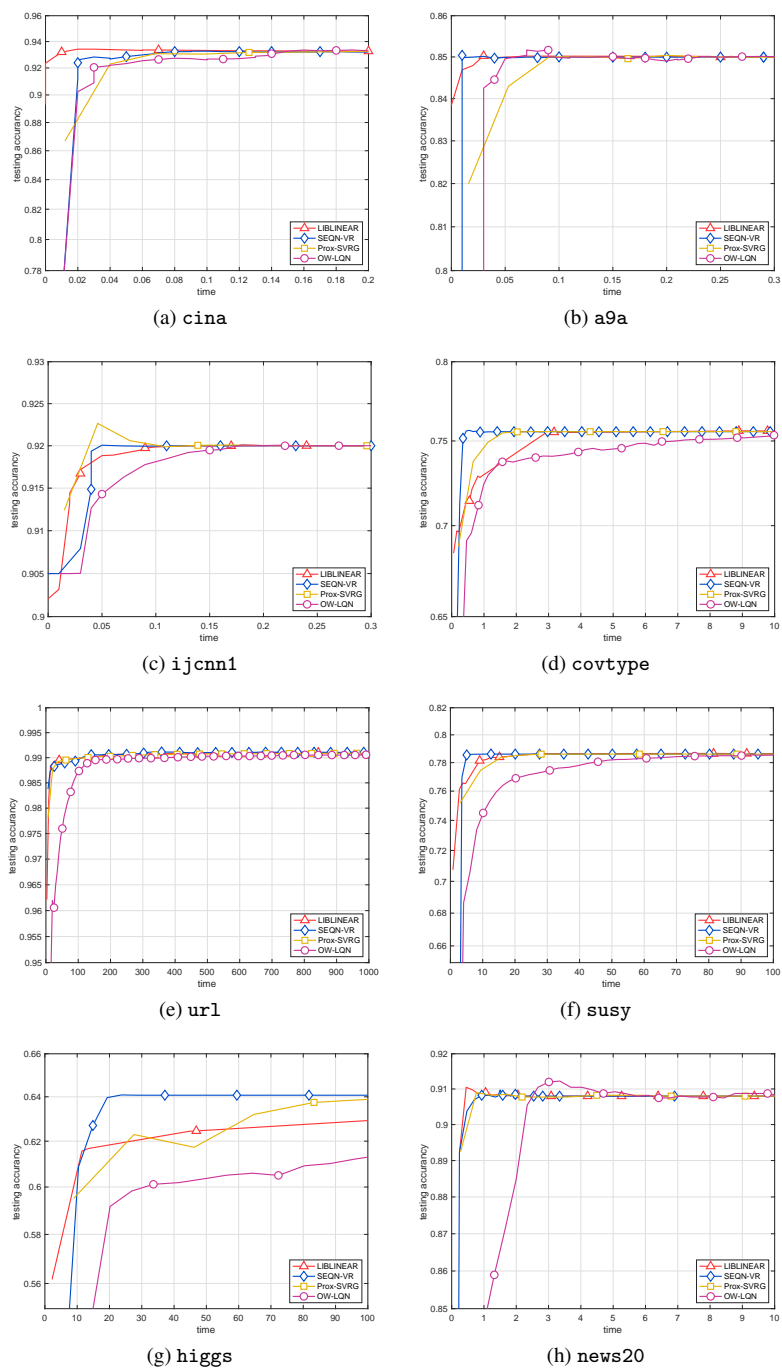 0.96
0.94
0.92
0.9
0.88
0.86
0.84
0.82
0.8
0.78
testing accurancy
LIBLINEAR
SEQN-VR
Prox-SVRG
OW-LQN
0 0.02 0.04 0.06 0.08 0.1 0.12 0.14 0.16 0.18 0.2
time
(a) cina
0.86
0.85
0.84
0.83
0.82
0.81
0.8
testing accurancy
LIBLINEAR
SEQN-VR
Prox-SVRG
OW-LQN
0 0.05 0.1 0.15 0.2 0.25 0.3
time
(b) a9a
0.93
0.925
0.92
0.915
0.91
0.905
0.9
testing accurancy
LIBLINEAR
SEQN-VR
Prox-SVRG
OW-LQN
0 0.05 0.1 0.15 0.2 0.25 0.3
time
(c) ijcnn1
0.8
0.75
0.7
0.65
testing accurancy
LIBLINEAR
SEQN-VR
Prox-SVRG
OW-LQN
0 1 2 3 4 5 6 7 8 9 10
time
(d) covtype
1
0.995
0.99
0.985
0.98
0.975
0.97
0.965
0.96
0.955
0.95
testing accurancy
LIBLINEAR
SEQN-VR
Prox-SVRG
OW-LQN
0 100 200 300 400 500 600 700 800 900 1000
time
(e) url
0.82
0.8
0.78
0.76
0.74
0.72
0.7
0.68
0.66
testing accurancy
LIBLINEAR
SEQN-VR
Prox-SVRG
OW-LQN
0 10 20 30 40 50 60 70 80 90 100
time
(f) susy
0.66
0.64
0.62
0.6
0.58
0.56
testing accurancy
LIBLINEAR
SEQN-VR
Prox-SVRG
OW-LQN
0 10 20 30 40 50 60 70 80 90 100
time
(g) higgs
0.92
0.91
0.9
0.89
0.88
0.87
0.86
0.85
testing accurancy
LIBLINEAR
SEQN-VR
Prox-SVRG
OW-LQN
0 1 2 3 4 5 6 7 8 9 10
time
(h) news20